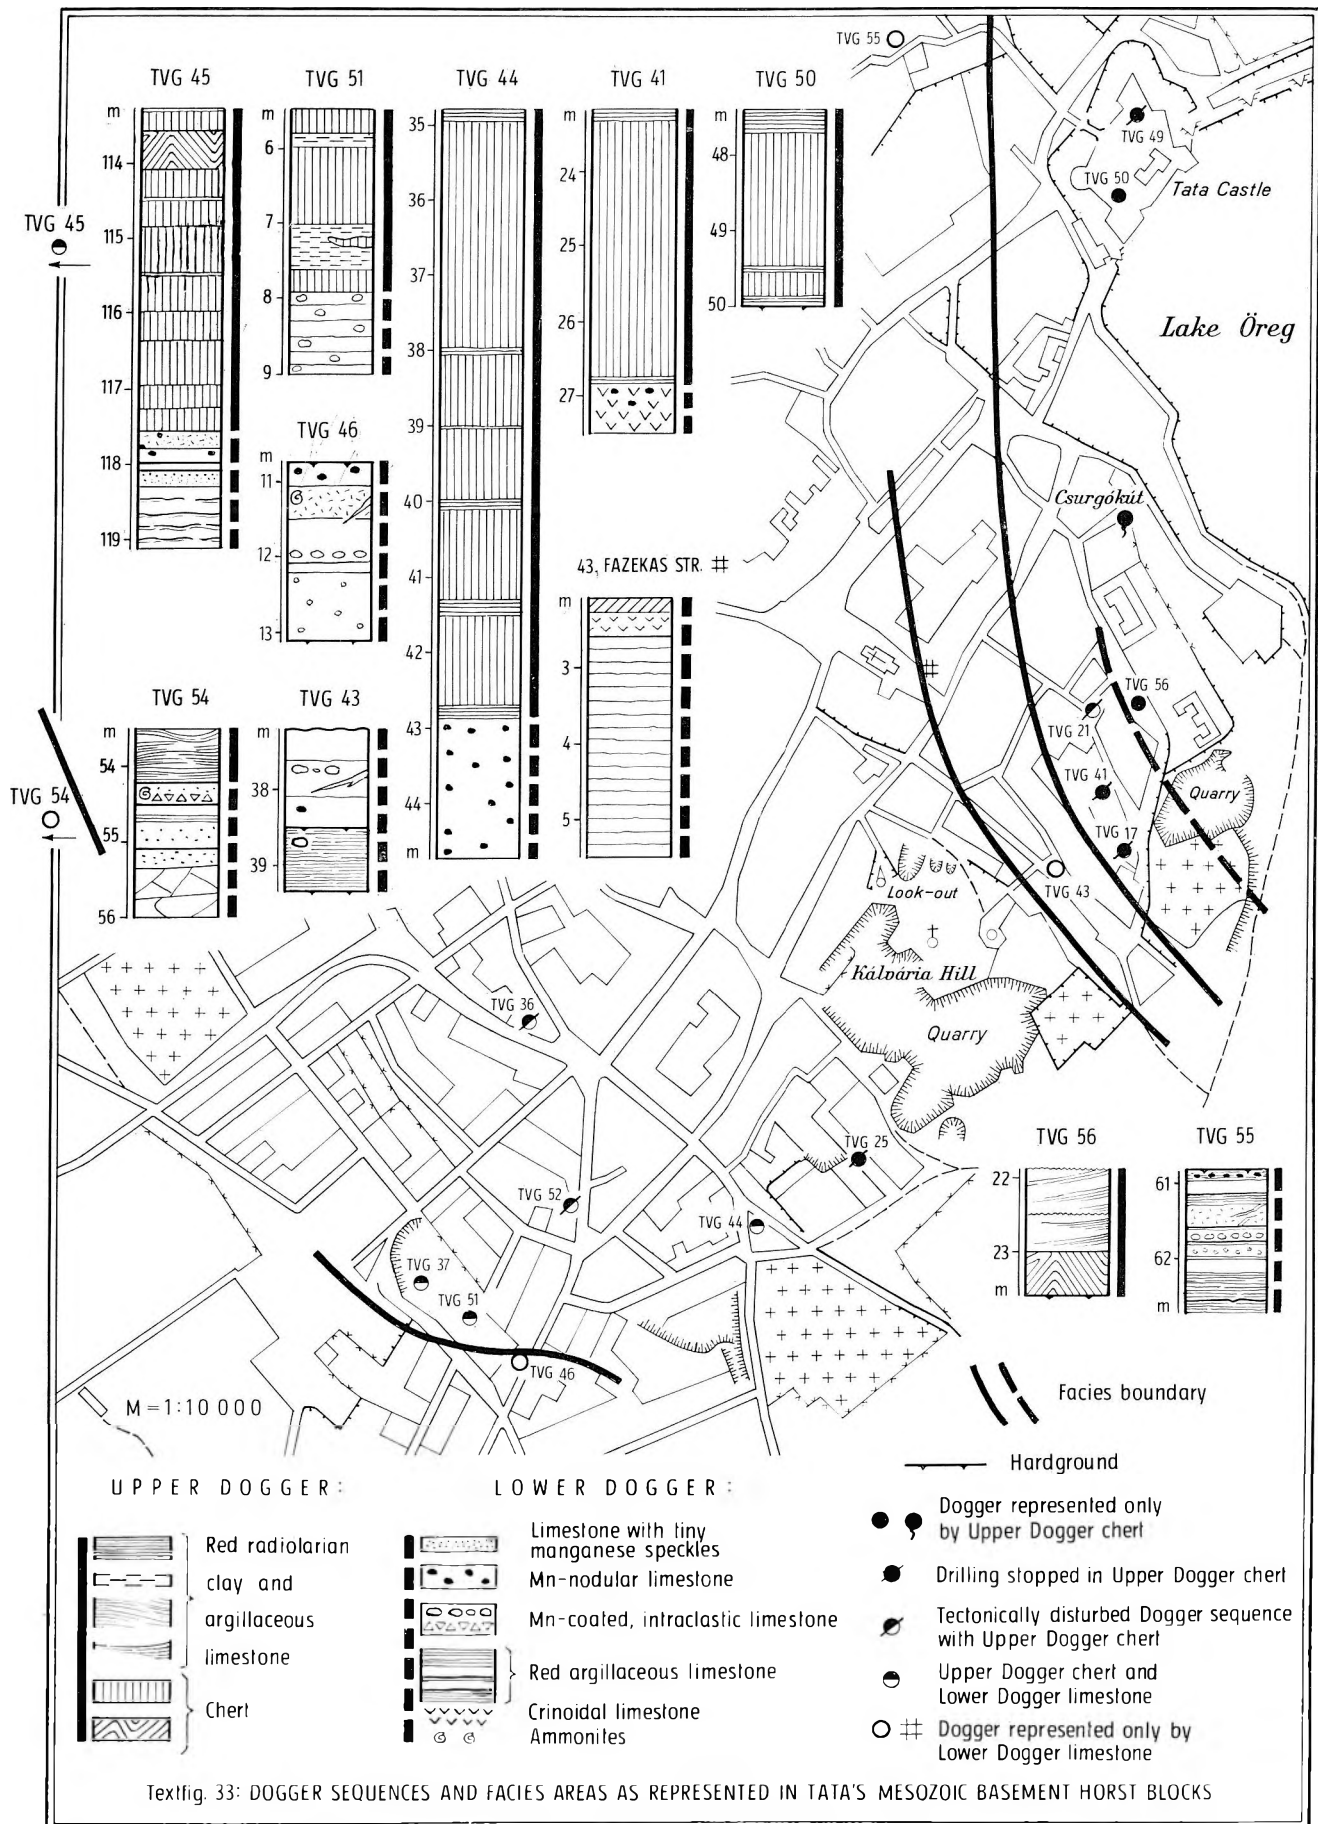 TVG 55
TVG 45
TVG 51
TVG 44
TVG 41
TVG 50
m
114
115
116
117
118
119
m
6
7
8
9
35
36
37
38
39
40
41
42
43
44
m
m
24
25
26
27
m
48
49
50
TVG 49
TVG 50
Tata Castle
TVG 45
Lake Öreg
TVG 46
m
11
12
13
Csurgókút
43, FAZEKAS STR.
m
3
4
5
TVG 54
m
54
55
56
TVG 43
m
38
39
TVG 54
TVG 56
TVG 21
TVG 41
Quarry
TVG 17
TVG 43
Look-out
Kálvária Hill
Quarry
TVG 36
TVG 25
TVG 52
TVG 44
TVG 37
TVG 51
TVG 46
TVG 56
22
23
m
TVG 55
61
62
m
M=1:10 000
Facies boundary
Hardground
UPPER DOGGER:
Red radiolarian
clay and
argillaceous
limestone
Chert
LOWER DOGGER:
Limestone with tiny
manganese speckles
Mn-nodular limestone
Mn-coated, intraclastic limestone
Red argillaceous limestone
Crinoidal limestone
Ammonites
Dogger represented only
by Upper Dogger chert
Drilling stopped in Upper Dogger chert
Tectonically disturbed Dogger sequence
with Upper Dogger chert
Upper Dogger chert and
Lower Dogger limestone
Dogger represented only by
Lower Dogger limestone
Textfig. 33: DOGGER SEQUENCES AND FACIES AREAS AS REPRESENTED IN TATA'S MESOZOIC BASEMENT HORST BLOCKS